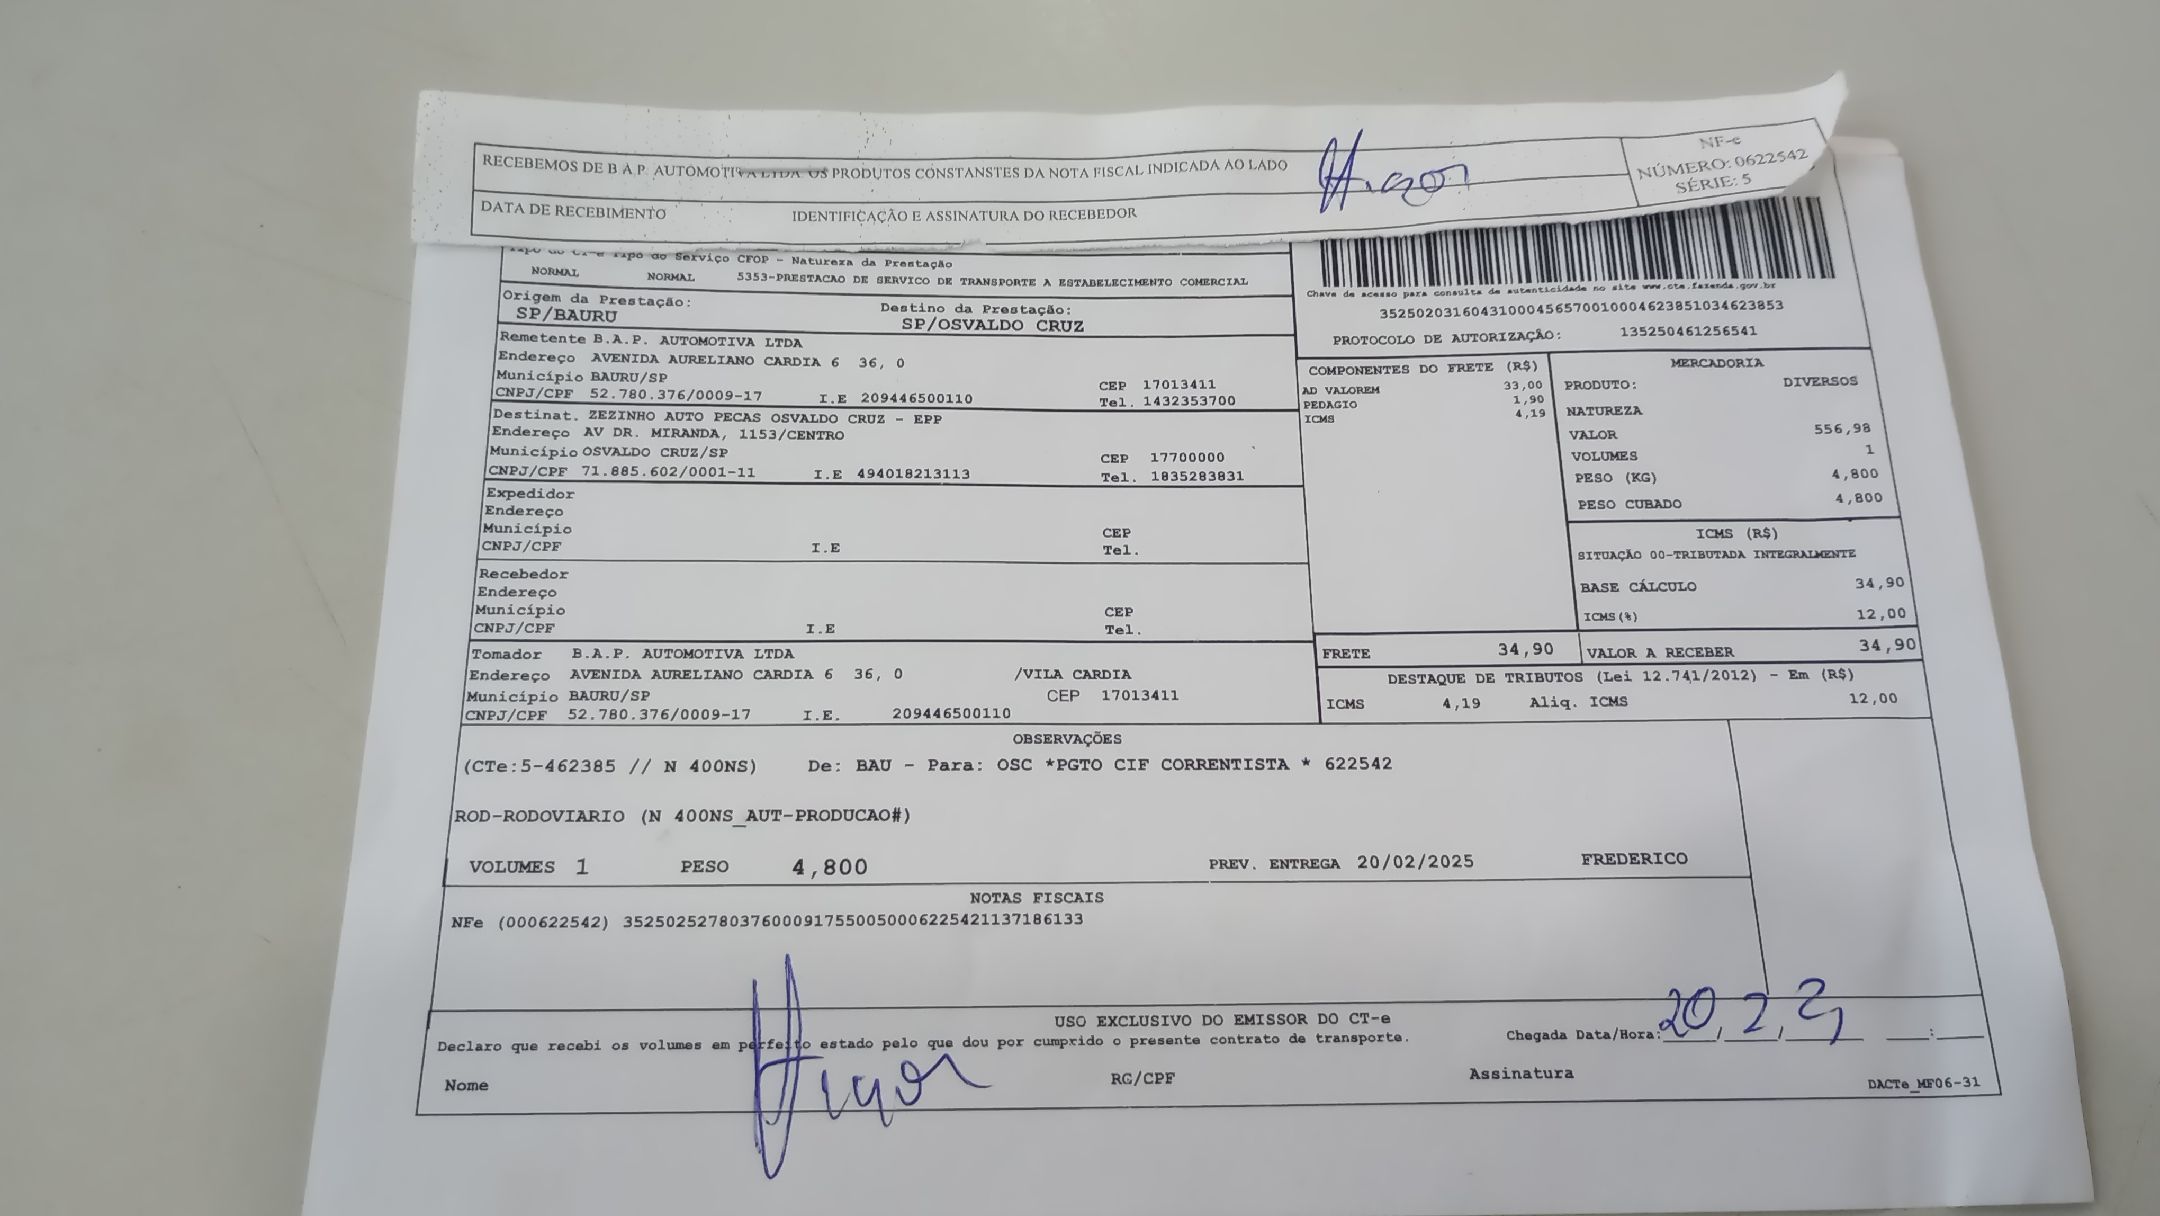 RECEBEMOS DE B A P. AUTOMOTIVA LTDA OS PRODUTOS CONSTANSTES DA NOTA FISCAL INDICADA AO LADO
NF-e
NÚMERO: 0622542
SÉRIE: 5
DATA DE RECEBIMENTO IDENTIFICAÇÃO E ASSINATURA DO RECEBEDOR
Higor
Tipo do CT-e Tipo do Serviço CFOP - Natureza da Prestação
NORMAL NORMAL 5353-PRESTACAO DE SERVICO DE TRANSPORTE A ESTABELECIMENTO COMERCIAL
Origem da Prestação: Destino da Prestação:
SP/BAURU SP/OSVALDO CRUZ
Remetente B.A.P. AUTOMOTIVA LTDA
Endereço AVENIDA AURELIANO CARDIA 6 36, 0
Município BAURU/SP CEP 17013411
CNPJ/CPF 52.780.376/0009-17 I.E 209446500110 Tel. 1432353700
Destinat. ZEZINHO AUTO PECAS OSVALDO CRUZ - EPP
Endereço AV DR. MIRANDA, 1153/CENTRO
Município OSVALDO CRUZ/SP CEP 17700000
CNPJ/CPF 71.885.602/0001-11 I.E 494018213113 Tel. 1835283831
Expedidor
Endereço
Município CEP
CNPJ/CPF I.E Tel.
Recebedor
Endereço
Município CEP
CNPJ/CPF I.E Tel.
Tomador B.A.P. AUTOMOTIVA LTDA
Endereço AVENIDA AURELIANO CARDIA 6 36, 0 /VILA CARDIA
Município BAURU/SP CEP 17013411
CNPJ/CPF 52.780.376/0009-17 I.E. 209446500110
Chave de acesso para consulta de autenticidade no site www.cte.fazenda.gov.br
35250203160431000456570010004623851034623853
PROTOCOLO DE AUTORIZAÇÃO: 135250461256541
COMPONENTES DO FRETE (R$)
AD VALOREM 33,00
PEDAGIO 1,90
ICMS 4,19
MERCADORIA
PRODUTO: DIVERSOS
NATUREZA
VALOR 556,98
VOLUMES 1
PESO (KG) 4,800
PESO CUBADO 4,800
ICMS (R$)
SITUAÇÃO 00-TRIBUTADA INTEGRALMENTE
BASE CÁLCULO 34,90
ICMS(%) 12,00
FRETE 34,90 VALOR A RECEBER 34,90
DESTAQUE DE TRIBUTOS (Lei 12.741/2012) - Em (R$)
ICMS 4,19 Aliq. ICMS 12,00
OBSERVAÇÕES
(CTe:5-462385 // N 400NS) De: BAU - Para: OSC *PGTO CIF CORRENTISTA * 622542
ROD-RODOVIARIO (N 400NS_AUT-PRODUCAO#)
VOLUMES 1 PESO 4,800 PREV. ENTREGA 20/02/2025 FREDERICO
NOTAS FISCAIS
NFe (000622542) 35250252780376000917550050006225421137186133
USO EXCLUSIVO DO EMISSOR DO CT-e
Declaro que recebi os volumes em perfeito estado pelo que dou por cumprido o presente contrato de transporte. Chegada Data/Hora: 20/2/
Nome Higor RG/CPF Assinatura
DACTe_MF06-31